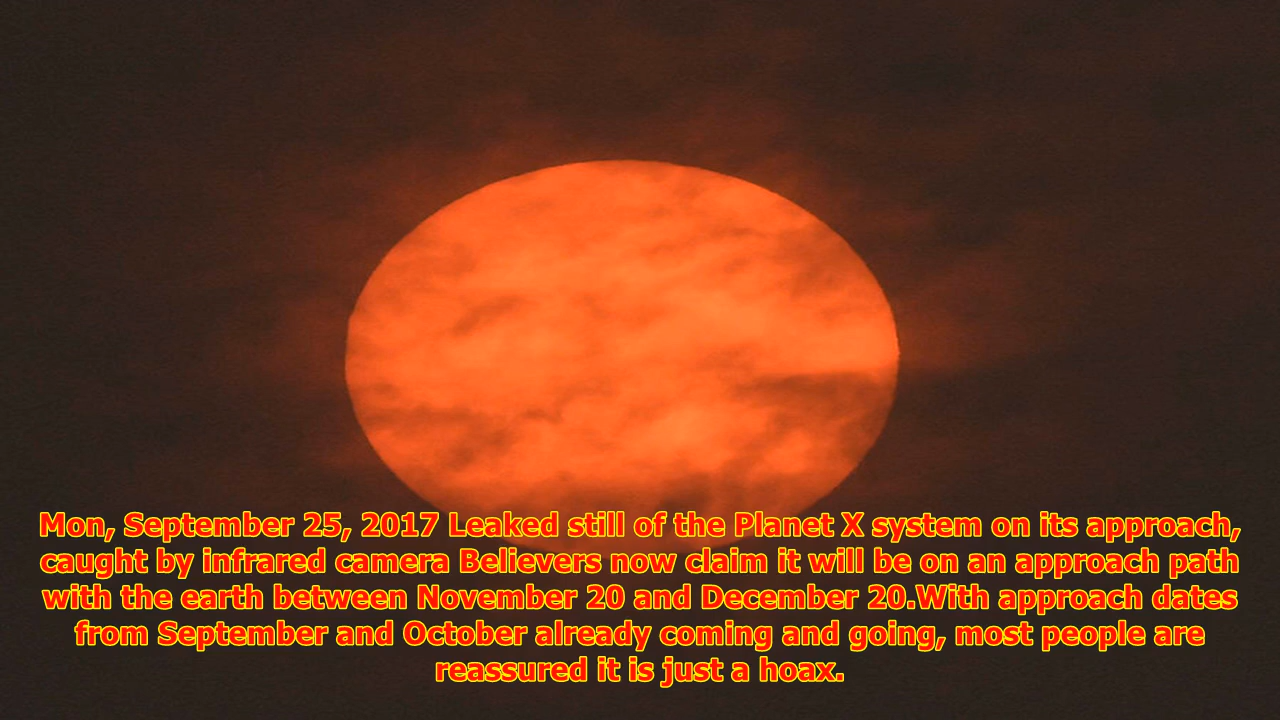 Mon, September 25, 2017 Leaked still of the Planet X system on its approach,
caught by infrared camera Believers now claim it will be on an approach path
with the earth between November 20 and December 20.With approach dates
from September and October already coming and going, most people are
reassured it is just a hoax.